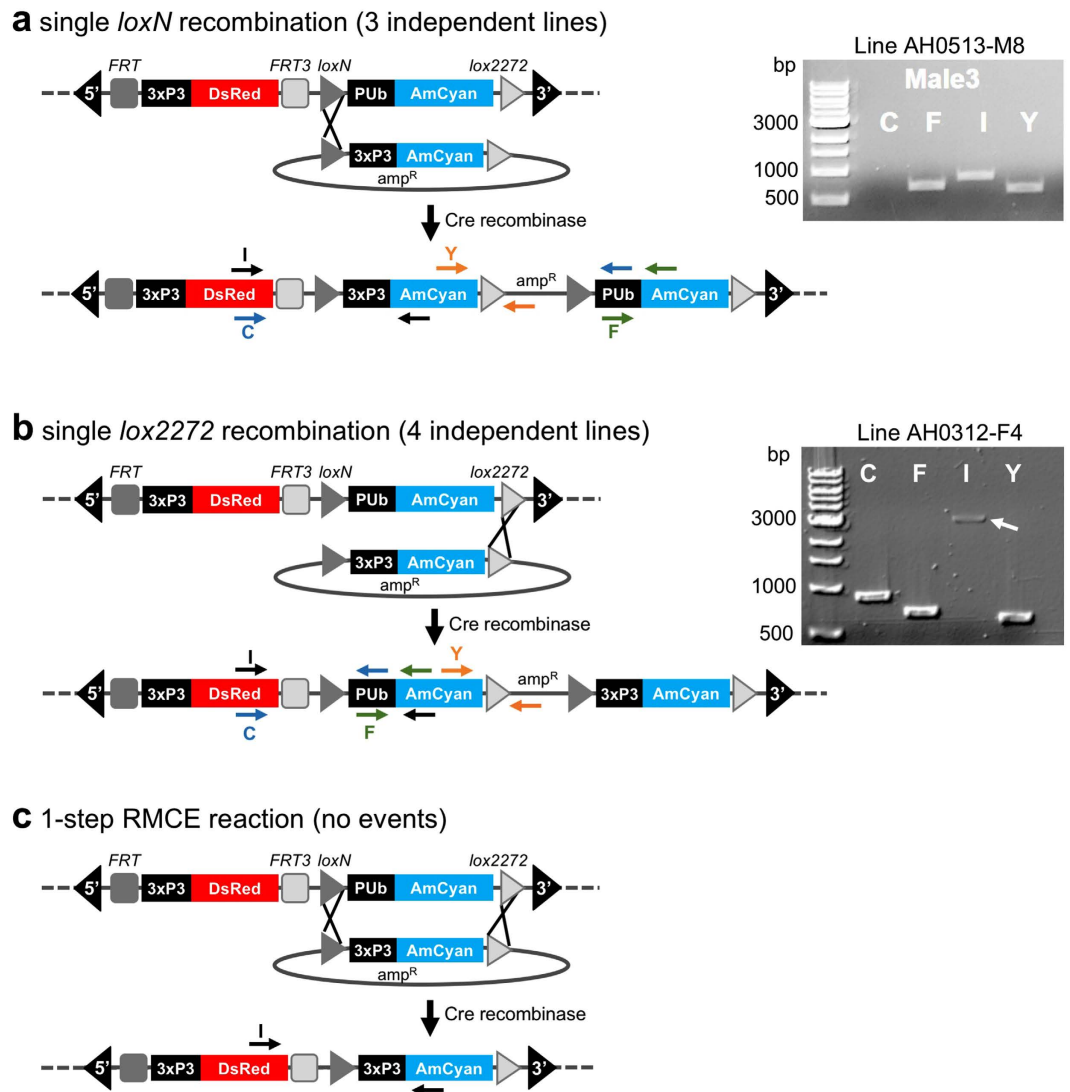 a single loxN recombination (3 independent lines)
Line AH0513-M8
FRT FRT3 loxN lox2272
5' 3xP3 DsRed PUb AmCyan 3'
3xP3 AmCyan
ampR
Cre recombinase
bp Male3
C F I Y
3000
1000
500
I Y ampR
5' 3xP3 DsRed 3xP3 AmCyan PUb AmCyan 3'
C F
b single lox2272 recombination (4 independent lines)
Line AH0312-F4
FRT FRT3 loxN lox2272
5' 3xP3 DsRed PUb AmCyan 3'
3xP3 AmCyan
ampR
Cre recombinase
bp
C F I Y
3000
1000
500
I Y ampR
5' 3xP3 DsRed PUb AmCyan 3xP3 AmCyan 3'
C F
c 1-step RMCE reaction (no events)
FRT FRT3 loxN lox2272
5' 3xP3 DsRed PUb AmCyan 3'
3xP3 AmCyan
ampR
Cre recombinase
I
5' 3xP3 DsRed 3xP3 AmCyan 3'